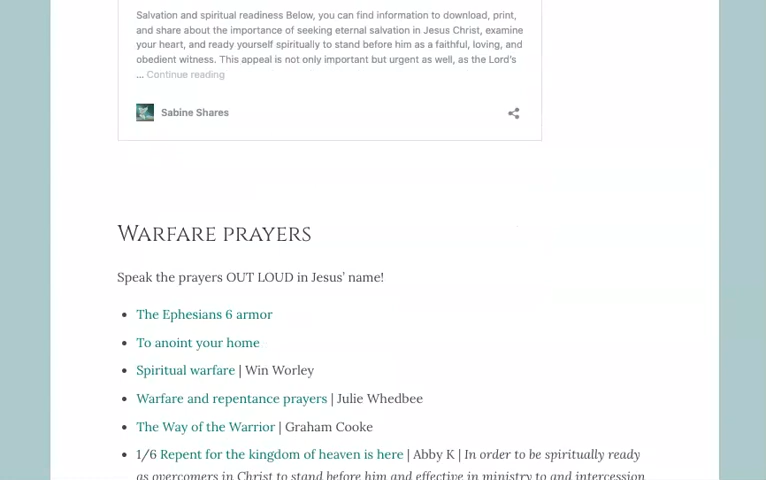 Salvation and spiritual readiness Below, you can find information to download, print,
and share about the importance of seeking eternal salvation in Jesus Christ, examine
your heart, and ready yourself spiritually to stand before him as a faithful, loving, and
obedient witness. This appeal is not only important but urgent as well, as the Lord’s
... Continue reading
Sabine Shares
Warfare prayers
Speak the prayers OUT LOUD in Jesus’ name!
• The Ephesians 6 armor
• To anoint your home
• Spiritual warfare | Win Worley
• Warfare and repentance prayers | Julie Whedbee
• The Way of the Warrior | Graham Cooke
• 1/6 Repent for the kingdom of heaven is here | Abby K | In order to be spiritually ready
as overcomers in Christ to stand before him and effective in ministry to and intercession